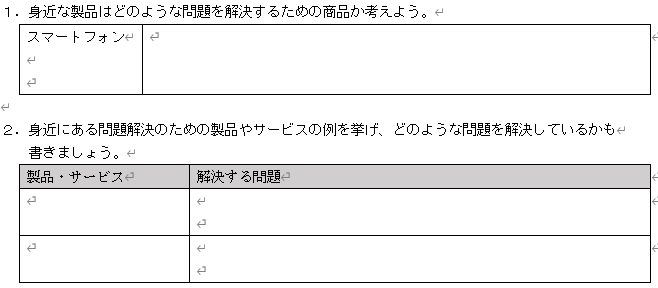 １．身近な製品はどのような問題を解決するための商品か考えよう。
スマートフォン
２．身近にある問題解決のための製品やサービスの例を挙げ、どのような問題を解決しているかも
書きましょう。
製品・サービス 解決する問題